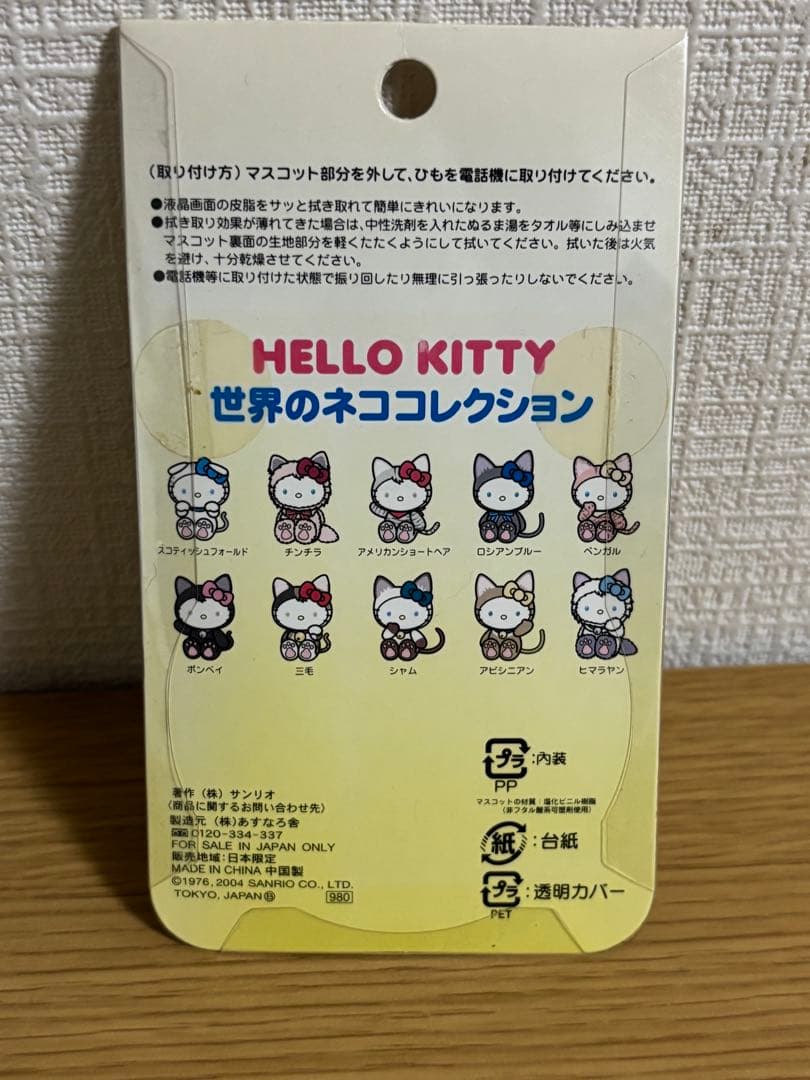 （取り付け方）マスコット部分を外して、ひもを電話機に取り付けてください。
●液晶画面の皮脂をサッと拭き取れて簡単にきれいになります。
●拭き取り効果が薄れてきた場合は、中性洗剤を入れたぬるま湯をタオル等にしみ込ませ
マスコット裏面の生地部分を軽くたたくようにして拭いてください。拭いた後は火気
を避け、十分乾燥させてください。
●電話機等に取り付けた状態で振り回したり無理に引っ張ったりしないでください。
HELLO KITTY
世界のネココレクション
スコティッシュフォールド チンチラ アメリカンショートヘア ロシアンブルー ベンガル
ボンベイ 三毛 シャム アビシニアン ヒマラヤン
プラ :内装
PP
マスコットの材質：塩化ビニル樹脂
（非フタル酸系可塑剤使用）
紙 :台紙
プラ :透明カバー
PET
著作（株）サンリオ
（商品に関するお問い合わせ先）
製造元（株）あすなろ舎
0120-334-337
FOR SALE IN JAPAN ONLY
販売地域：日本限定
MADE IN CHINA 中国製
©1976, 2004 SANRIO CO., LTD.
TOKYO, JAPAN Ⓑ 980